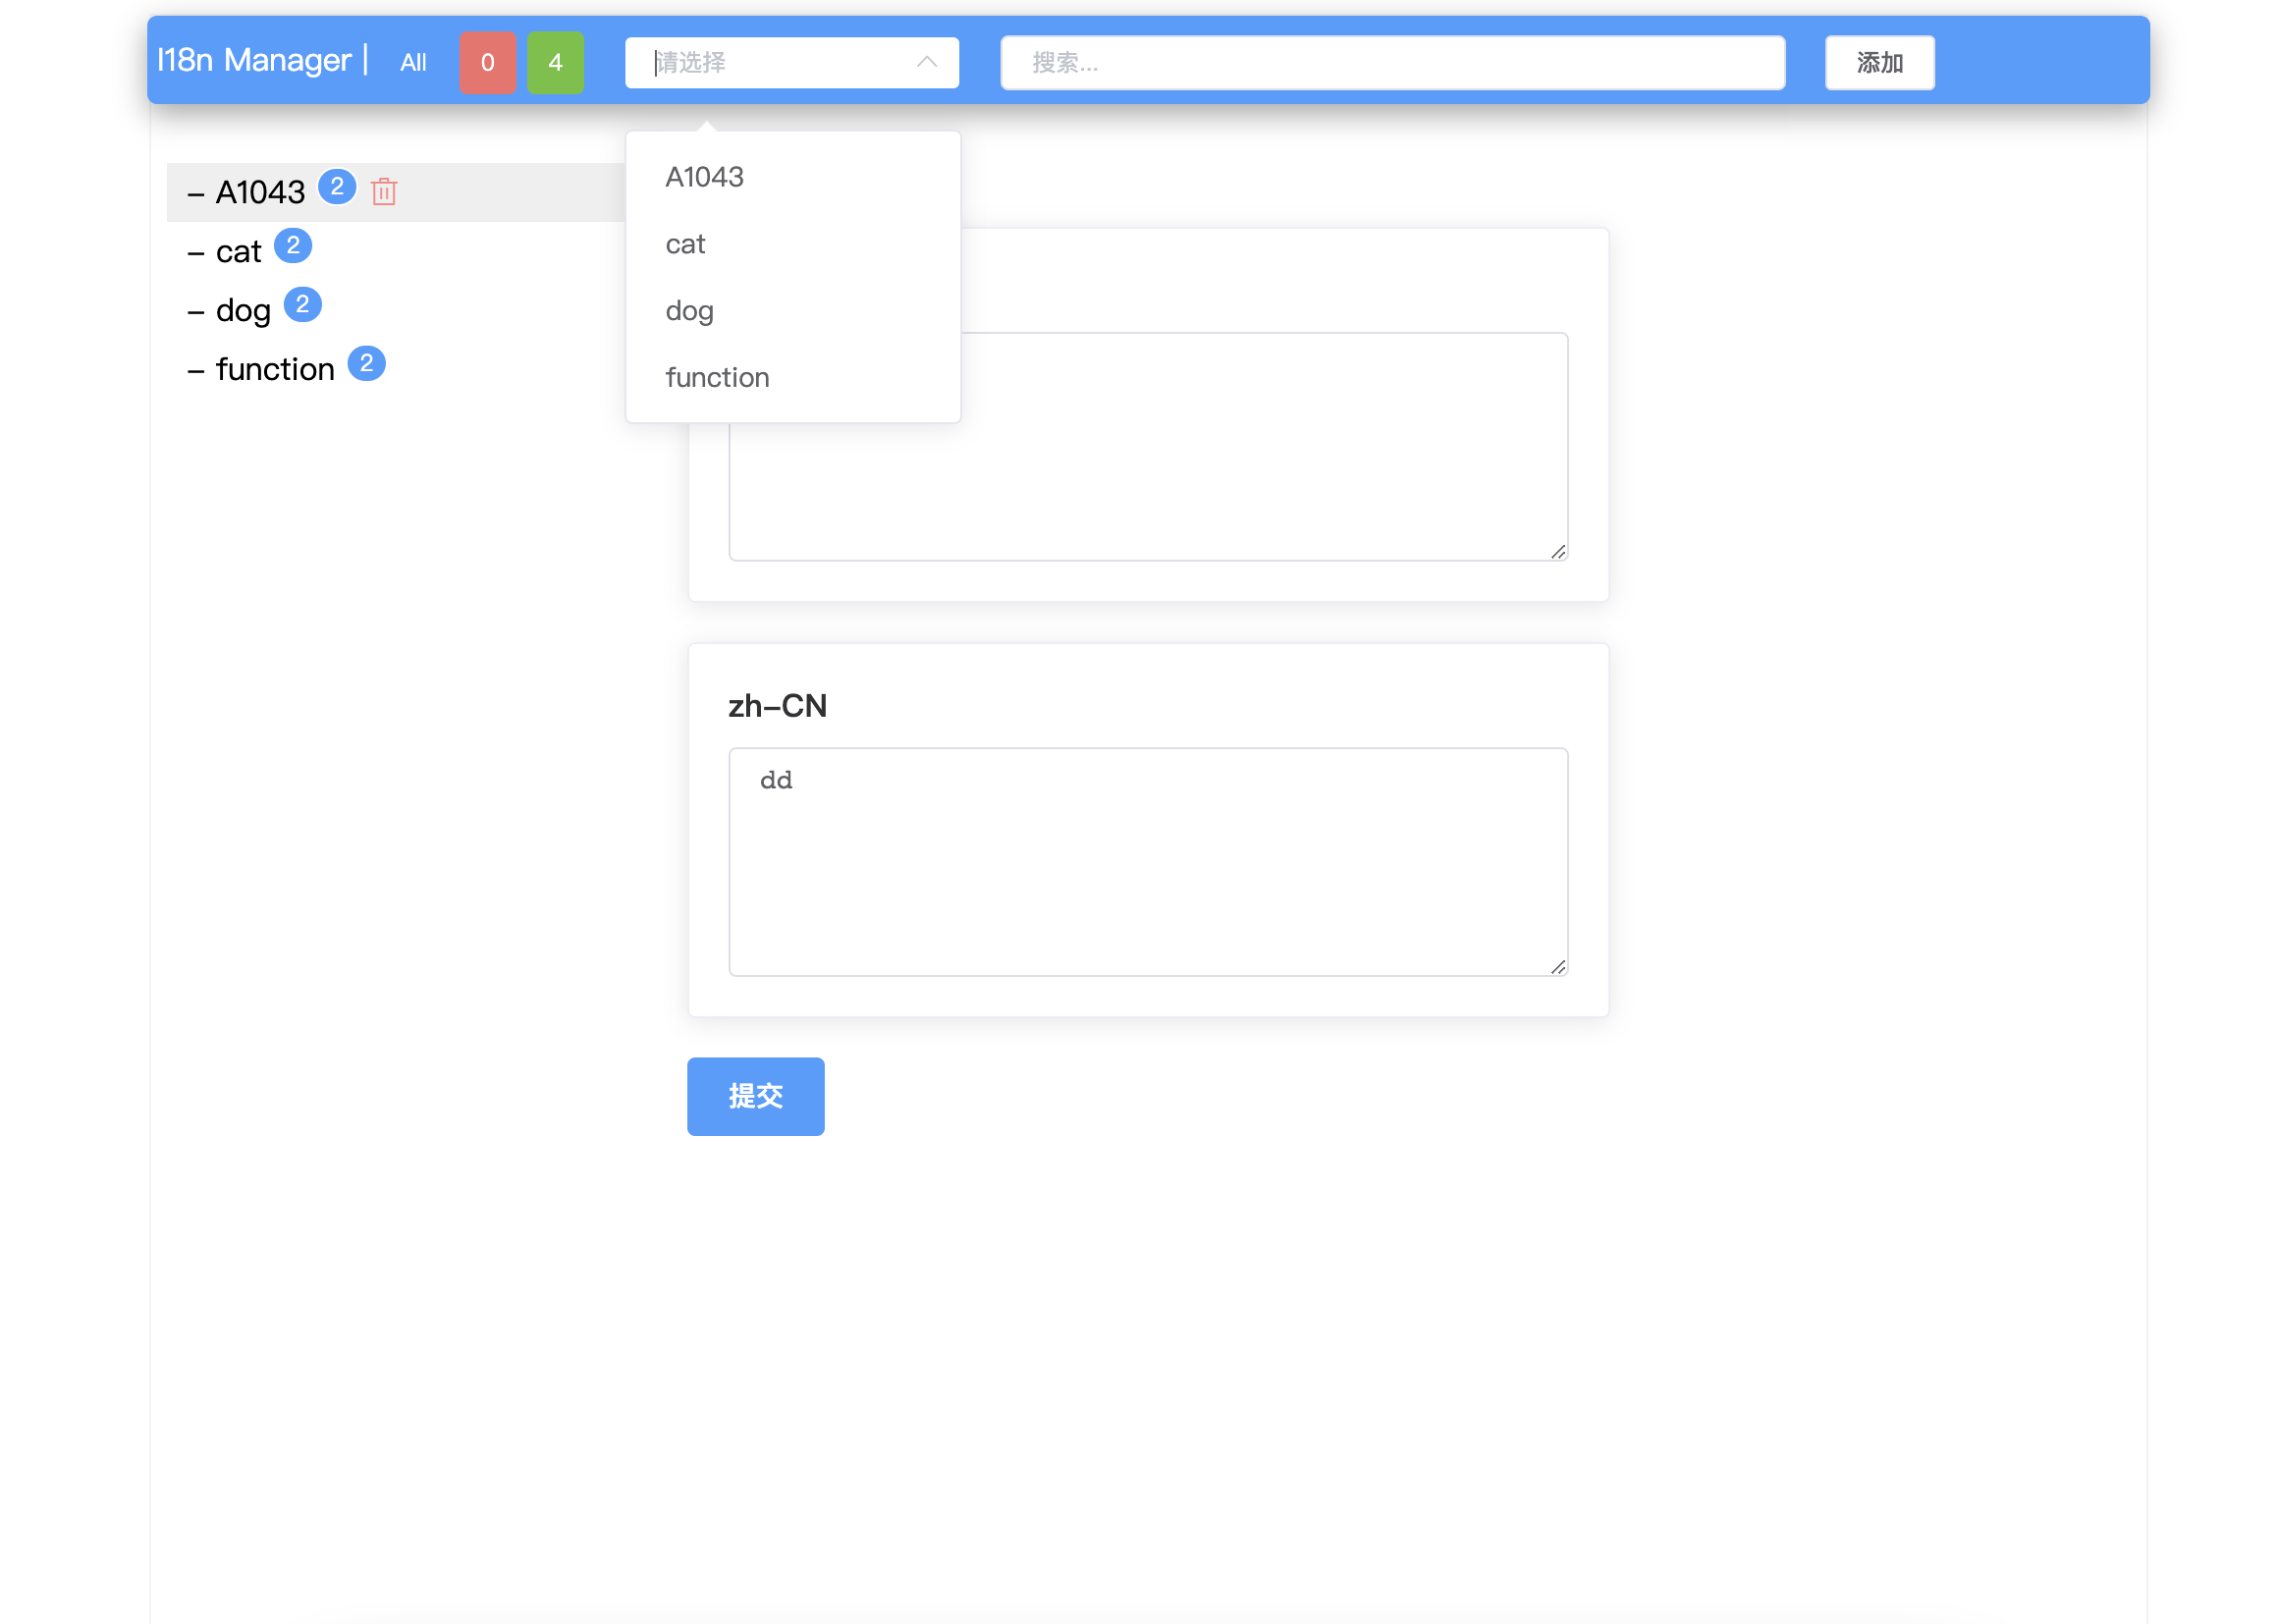 I18n Manager | All 0 4 请选择 搜索... 添加
– A1043 2
– cat 2
– dog 2
– function 2
A1043
cat
dog
function
zh-CN
dd
提交